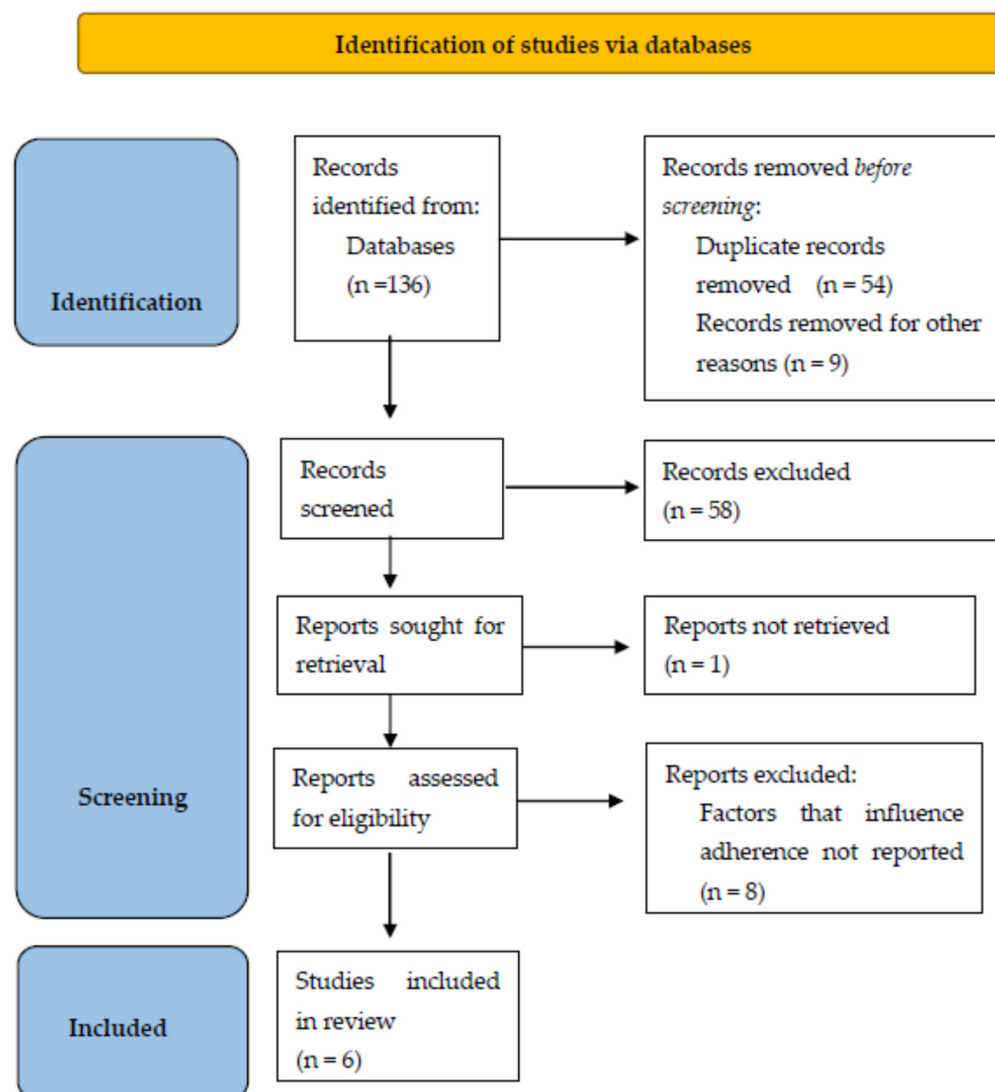 Identification of studies via databases
Identification
Records
identified from:
Databases
(n =136)
Records removed before
screening:
Duplicate records
removed (n = 54)
Records removed for other
reasons (n = 9)
Screening
Records
screened
Records excluded
(n = 58)
Reports sought for
retrieval
Reports not retrieved
(n = 1)
Reports assessed
for eligibility
Reports excluded:
Factors that influence
adherence not reported
(n = 8)
Included
Studies included
in review
(n = 6)